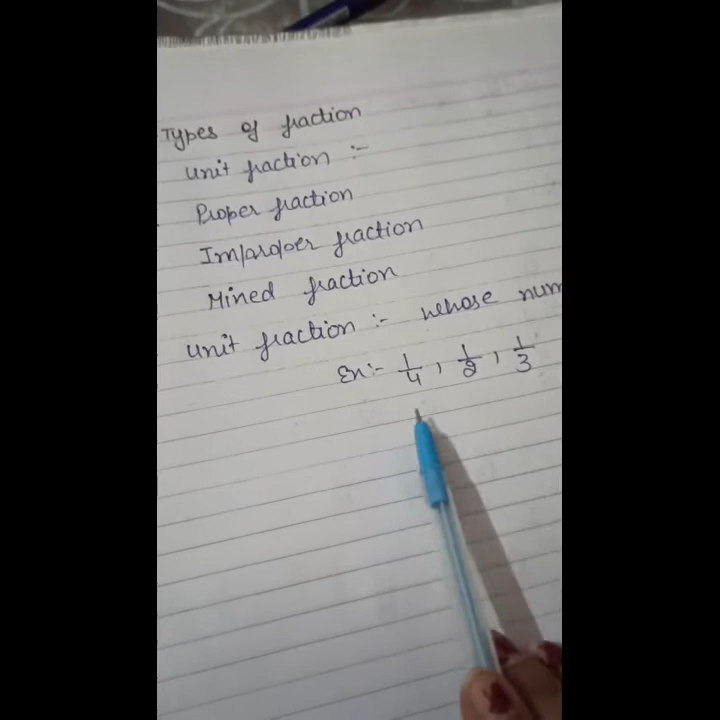 Types of fraction
Unit fraction :-
Proper fraction
Improper fraction
Mixed fraction
Unit fraction :- whose num
Ex:- 1/4, 1/2, 1/3